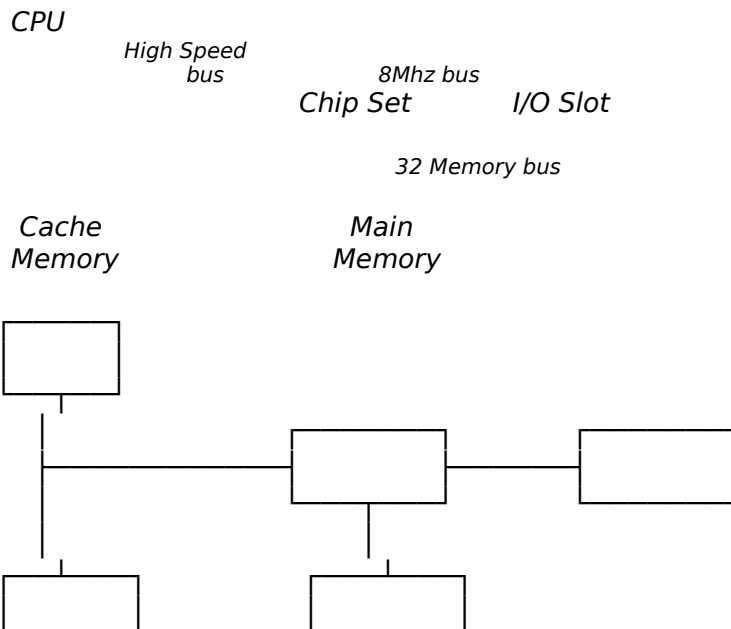 CPU
High Speed
bus
8Mhz bus
Chip Set
I/O Slot
32 Memory bus
Cache
Memory
Main
Memory